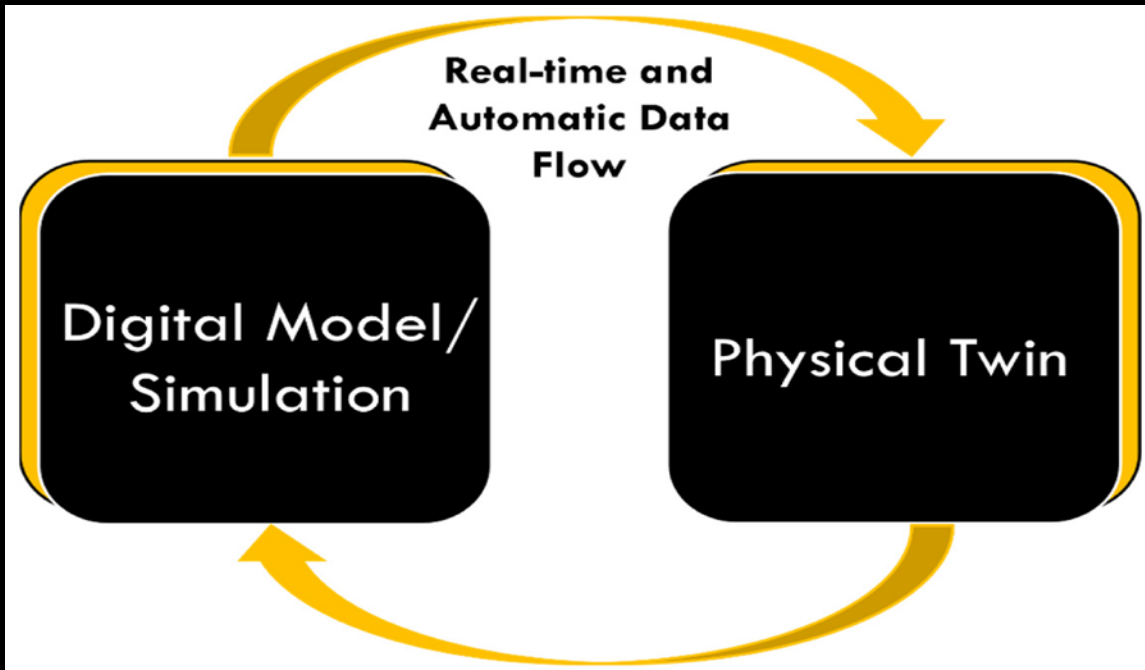 Real-time and
Automatic Data
Flow
Digital Model/
Simulation
Physical Twin